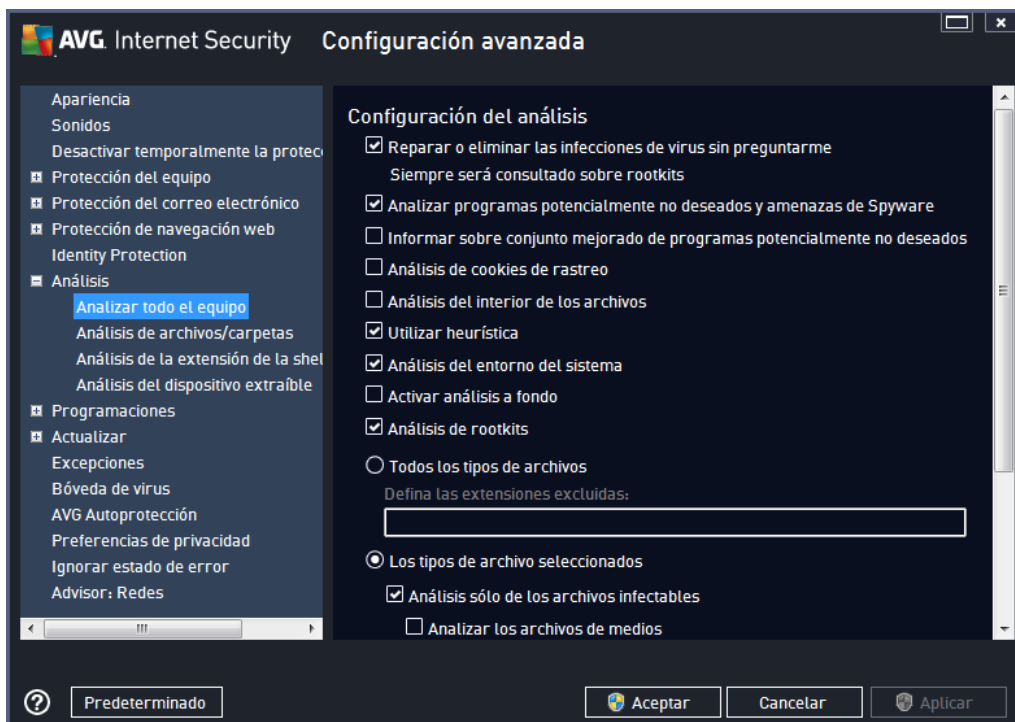 AVG. Internet Security
Configuración avanzada
Apariencia
Sonidos
Desactivar temporalmente la protec
Protección del equipo
Protección del correo electrónico
Protección de navegación web
Identity Protection
Análisis
Analizar todo el equipo
Análisis de archivos/carpetas
Análisis de la extensión de la shel
Análisis del dispositivo extraíble
Programaciones
Actualizar
Excepciones
Bóveda de virus
AVG Autoprotección
Preferencias de privacidad
Ignorar estado de error
Advisor: Redes
Configuración del análisis
Reparar o eliminar las infecciones de virus sin preguntarme
Siempre será consultado sobre rootkits
Analizar programas potencialmente no deseados y amenazas de Spyware
Informar sobre conjunto mejorado de programas potencialmente no deseados
Análisis de cookies de rastreo
Análisis del interior de los archivos
Utilizar heurística
Análisis del entorno del sistema
Activar análisis a fondo
Análisis de rootkits
Todos los tipos de archivos
Defina las extensiones excluidas:
Los tipos de archivo seleccionados
Análisis sólo de los archivos infectables
Analizar los archivos de medios
Predeterminado
Aceptar
Cancelar
Aplicar